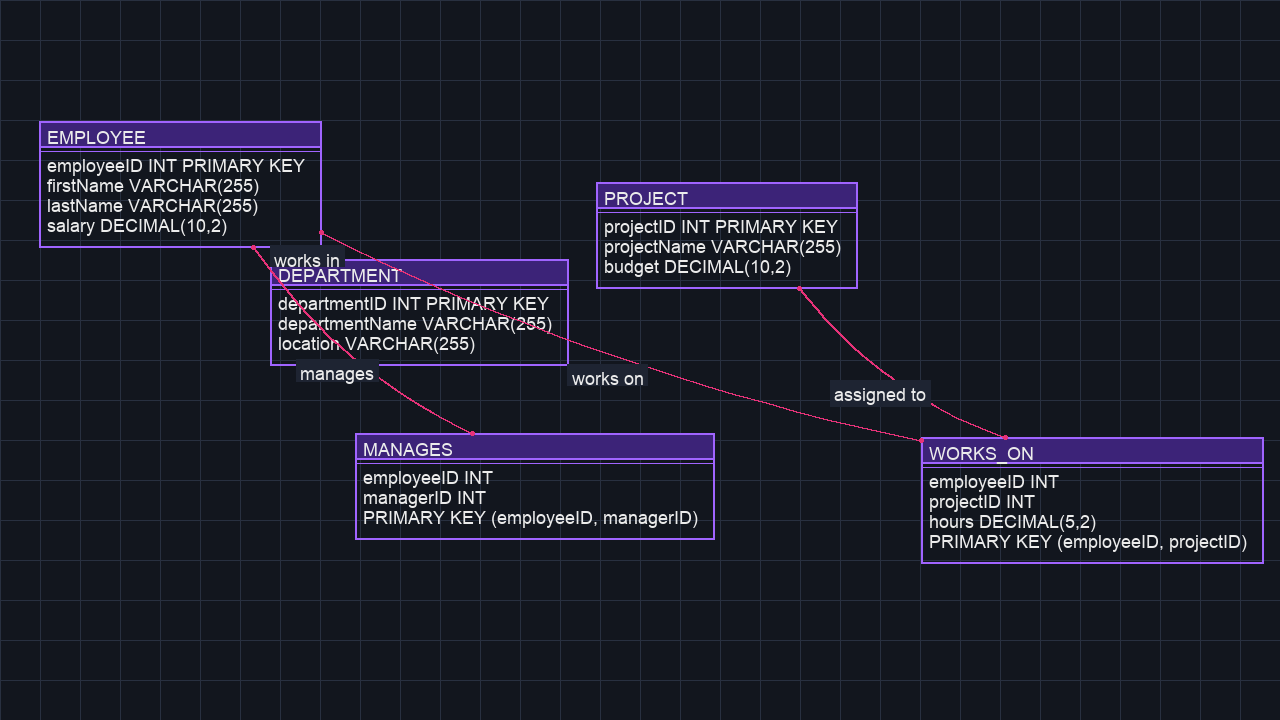 EMPLOYEE
employeeID INT PRIMARY KEY
firstName VARCHAR(255)
lastName VARCHAR(255)
salary DECIMAL(10,2)
works in
DEPARTMENT
departmentID INT PRIMARY KEY
departmentName VARCHAR(255)
location VARCHAR(255)
manages
works on
PROJECT
projectID INT PRIMARY KEY
projectName VARCHAR(255)
budget DECIMAL(10,2)
assigned to
MANAGES
employeeID INT
managerID INT
PRIMARY KEY (employeeID, managerID)
WORKS_ON
employeeID INT
projectID INT
hours DECIMAL(5,2)
PRIMARY KEY (employeeID, projectID)